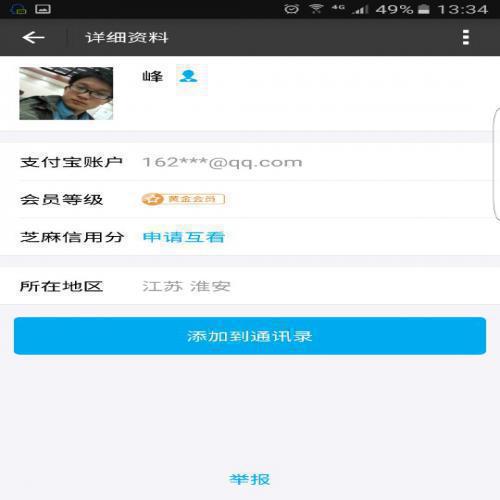 4G 49% 13:34
详细资料
峰
支付宝账户 162***@qq.com
会员等级 黄金会员
芝麻信用分 申请互看
所在地区 江苏 淮安
添加到通讯录
举报